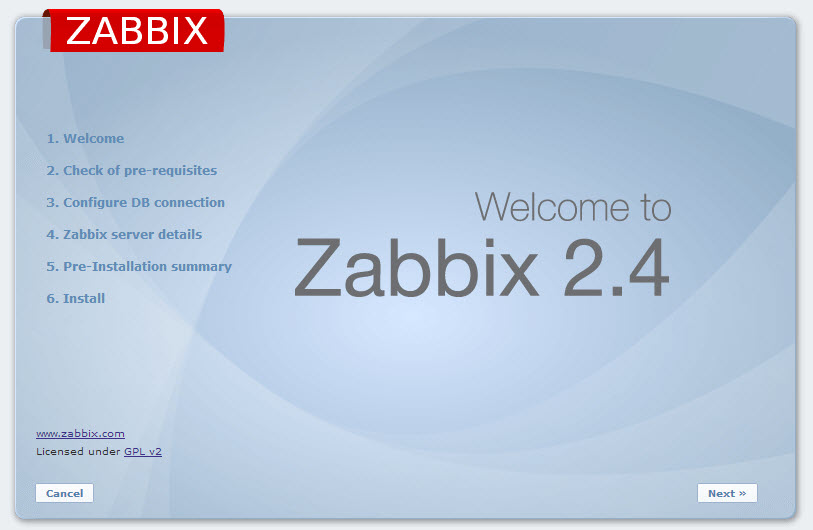 ZABBIX
1. Welcome
2. Check of pre-requisites
3. Configure DB connection
4. Zabbix server details
5. Pre-Installation summary
6. Install
Welcome to
Zabbix 2.4
www.zabbix.com
Licensed under GPL v2
Cancel
Next »